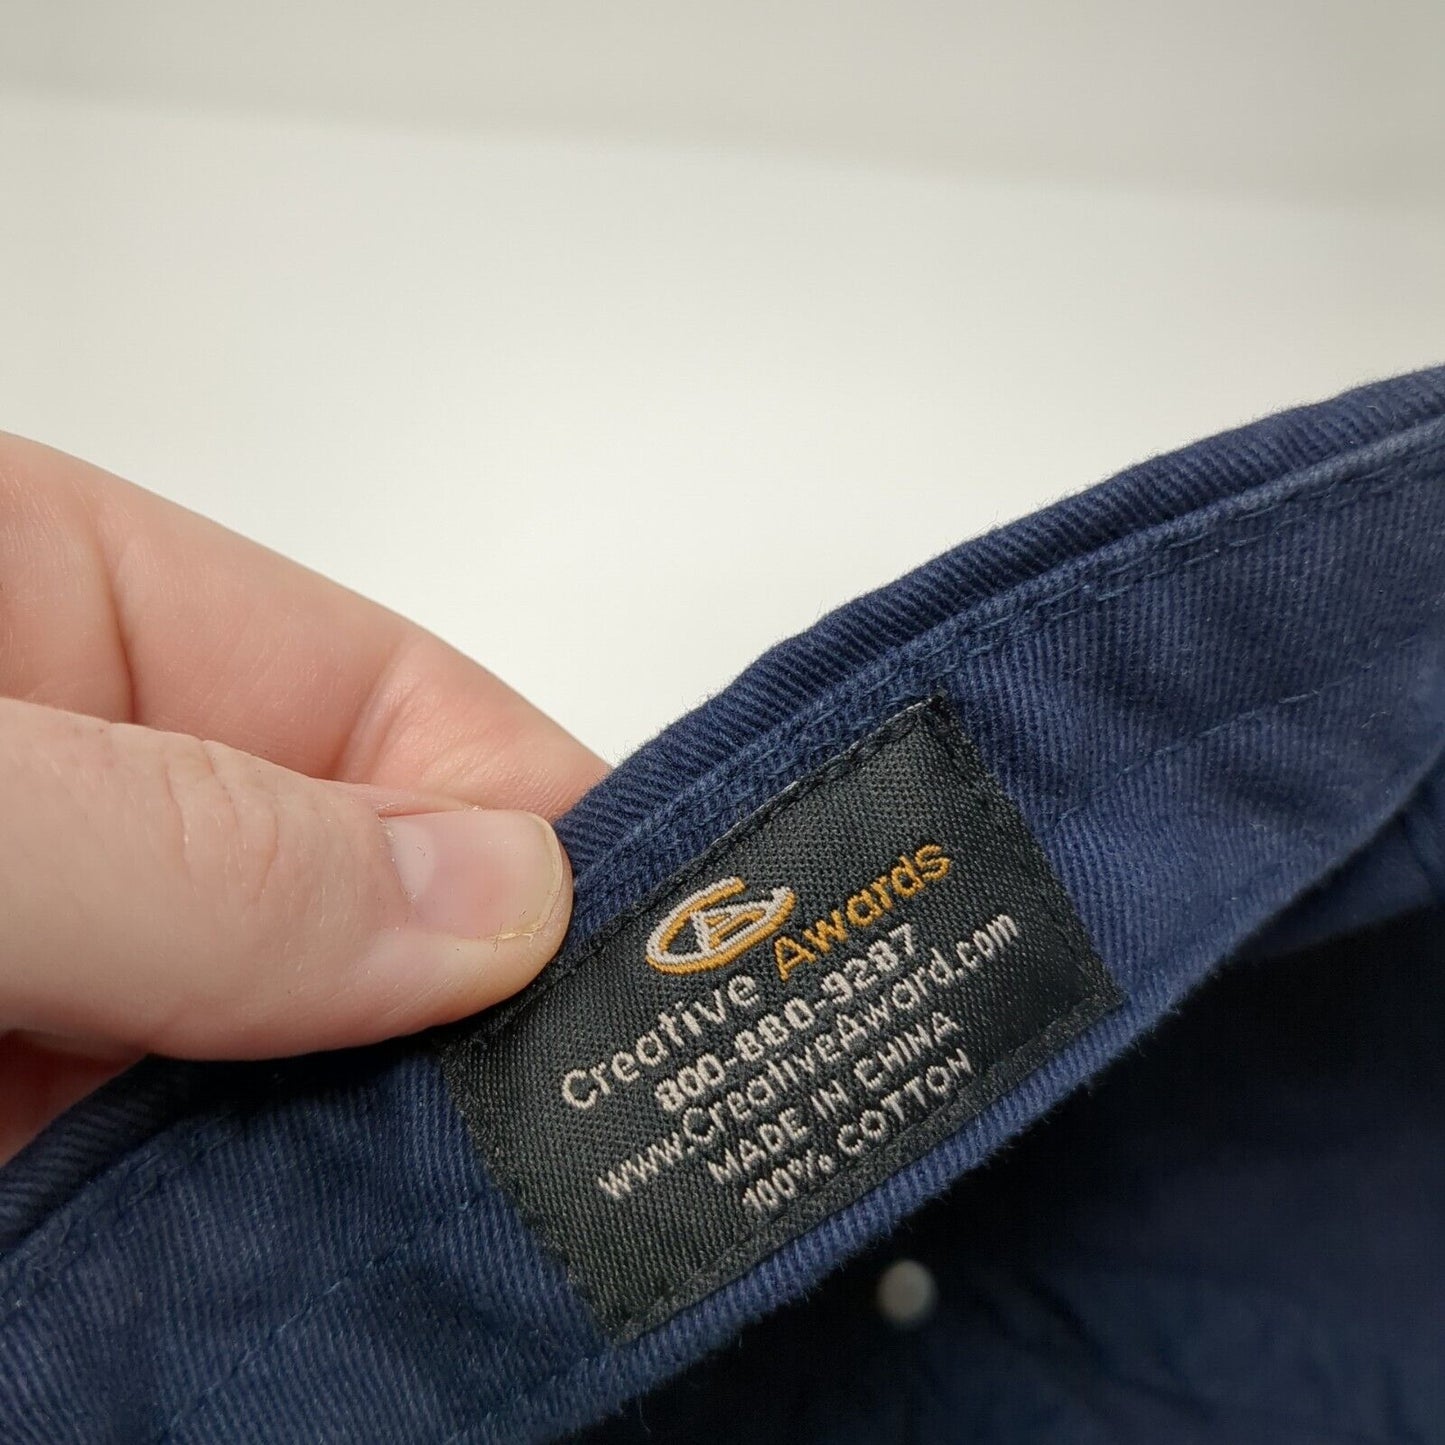 Creative Awards
800-880-9287
www.CreativeAward.com
MADE IN CHINA
100% COTTON